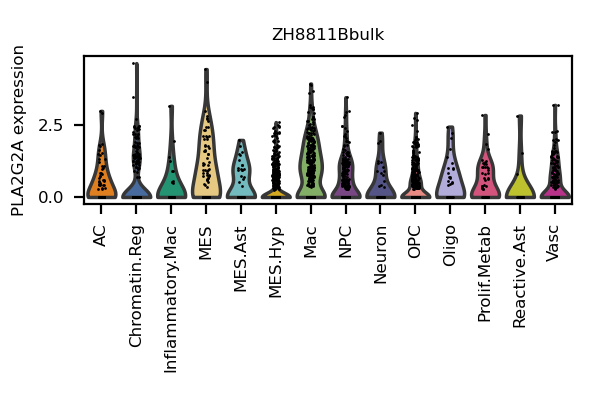 ZH8811Bbulk
PLA2G2A expression
2.5
0.0
AC
Chromatin.Reg
Inflammatory.Mac
MES
MES.Ast
MES.Hyp
Mac
NPC
Neuron
OPC
Oligo
Prolif.Metab
Reactive.Ast
Vasc